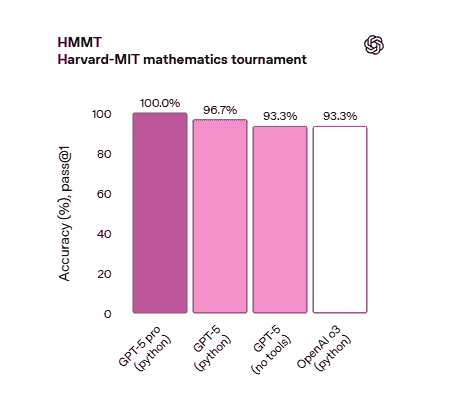 HMMT
Harvard-MIT mathematics tournament
Accuracy (%), pass@1
100
80
60
40
20
0
100.0%
96.7%
93.3%
93.3%
GPT-5 pro
(python)
GPT-5
(python)
GPT-5
(no tools)
OpenAI o3
(python)